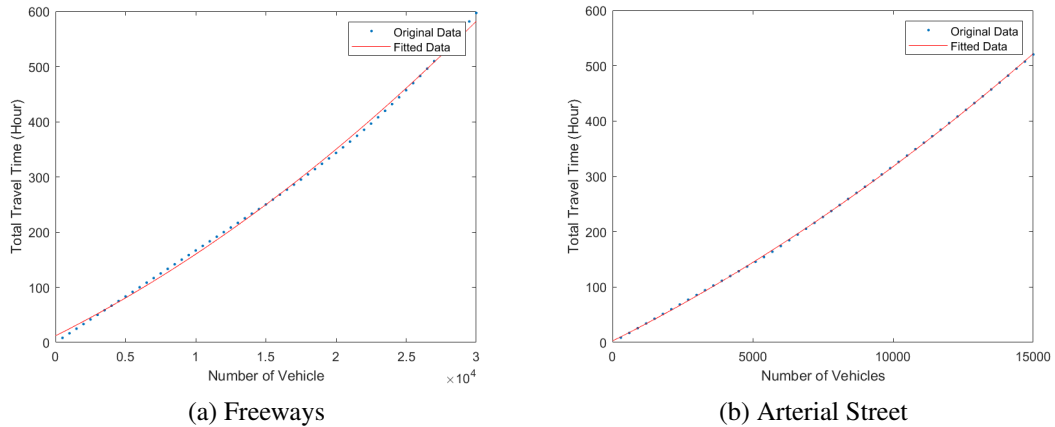 600
500
400
300
200
100
0
Total Travel Time (Hour)
Original Data
Fitted Data
0 0.5 1 1.5 2 2.5 3
×10⁴
Number of Vehicle
(a) Freeways
600
500
400
300
200
100
0
Total Travel Time (Hour)
Original Data
Fitted Data
0 5000 10000 15000
Number of Vehicles
(b) Arterial Street